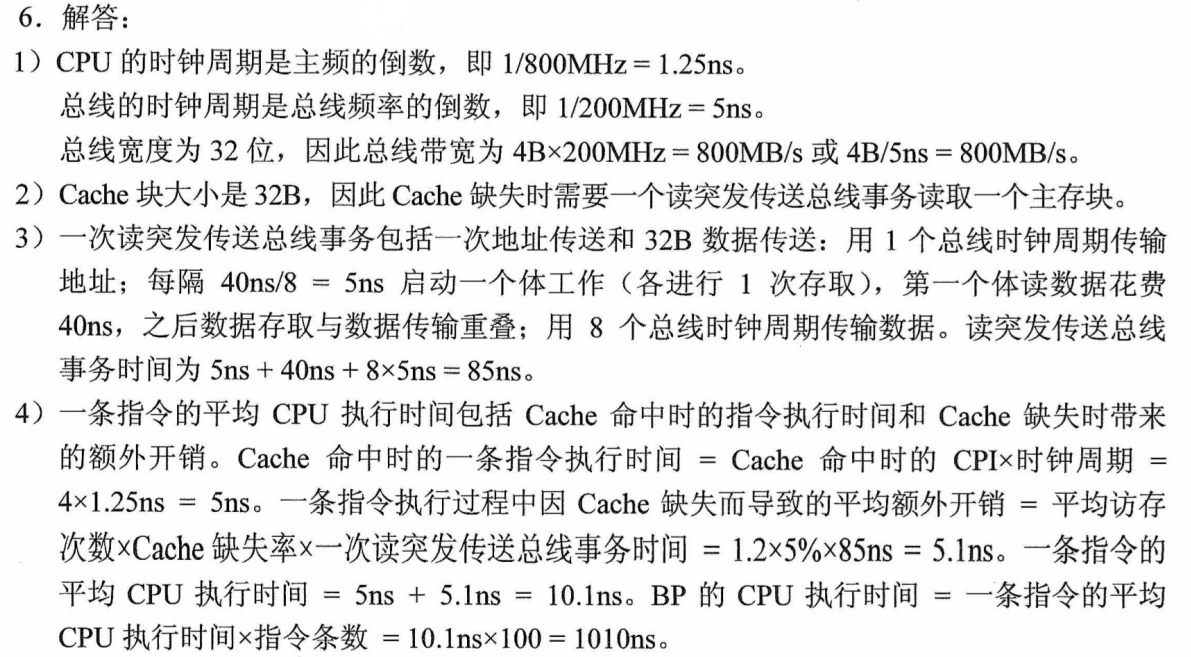 6．解答：
1）CPU 的时钟周期是主频的倒数，即 1/800MHz = 1.25ns。
总线的时钟周期是总线频率的倒数，即 1/200MHz = 5ns。
总线宽度为 32 位，因此总线带宽为 4B×200MHz = 800MB/s 或 4B/5ns = 800MB/s。
2）Cache 块大小是 32B，因此 Cache 缺失时需要一个读突发传送总线事务读取一个主存块。
3）一次读突发传送总线事务包括一次地址传送和 32B 数据传送：用 1 个总线时钟周期传输
地址；每隔 40ns/8 = 5ns 启动一个体工作（各进行 1 次存取），第一个体读数据花费
40ns，之后数据存取与数据传输重叠；用 8 个总线时钟周期传输数据。读突发传送总线
事务时间为 5ns + 40ns + 8×5ns = 85ns。
4）一条指令的平均 CPU 执行时间包括 Cache 命中时的指令执行时间和 Cache 缺失时带来
的额外开销。Cache 命中时的一条指令执行时间 = Cache 命中时的 CPI×时钟周期 =
4×1.25ns = 5ns。一条指令执行过程中因 Cache 缺失而导致的平均额外开销 = 平均访存
次数×Cache 缺失率×一次读突发传送总线事务时间 = 1.2×5%×85ns = 5.1ns。一条指令的
平均 CPU 执行时间 = 5ns + 5.1ns = 10.1ns。BP 的 CPU 执行时间 = 一条指令的平均
CPU 执行时间×指令条数 = 10.1ns×100 = 1010ns。